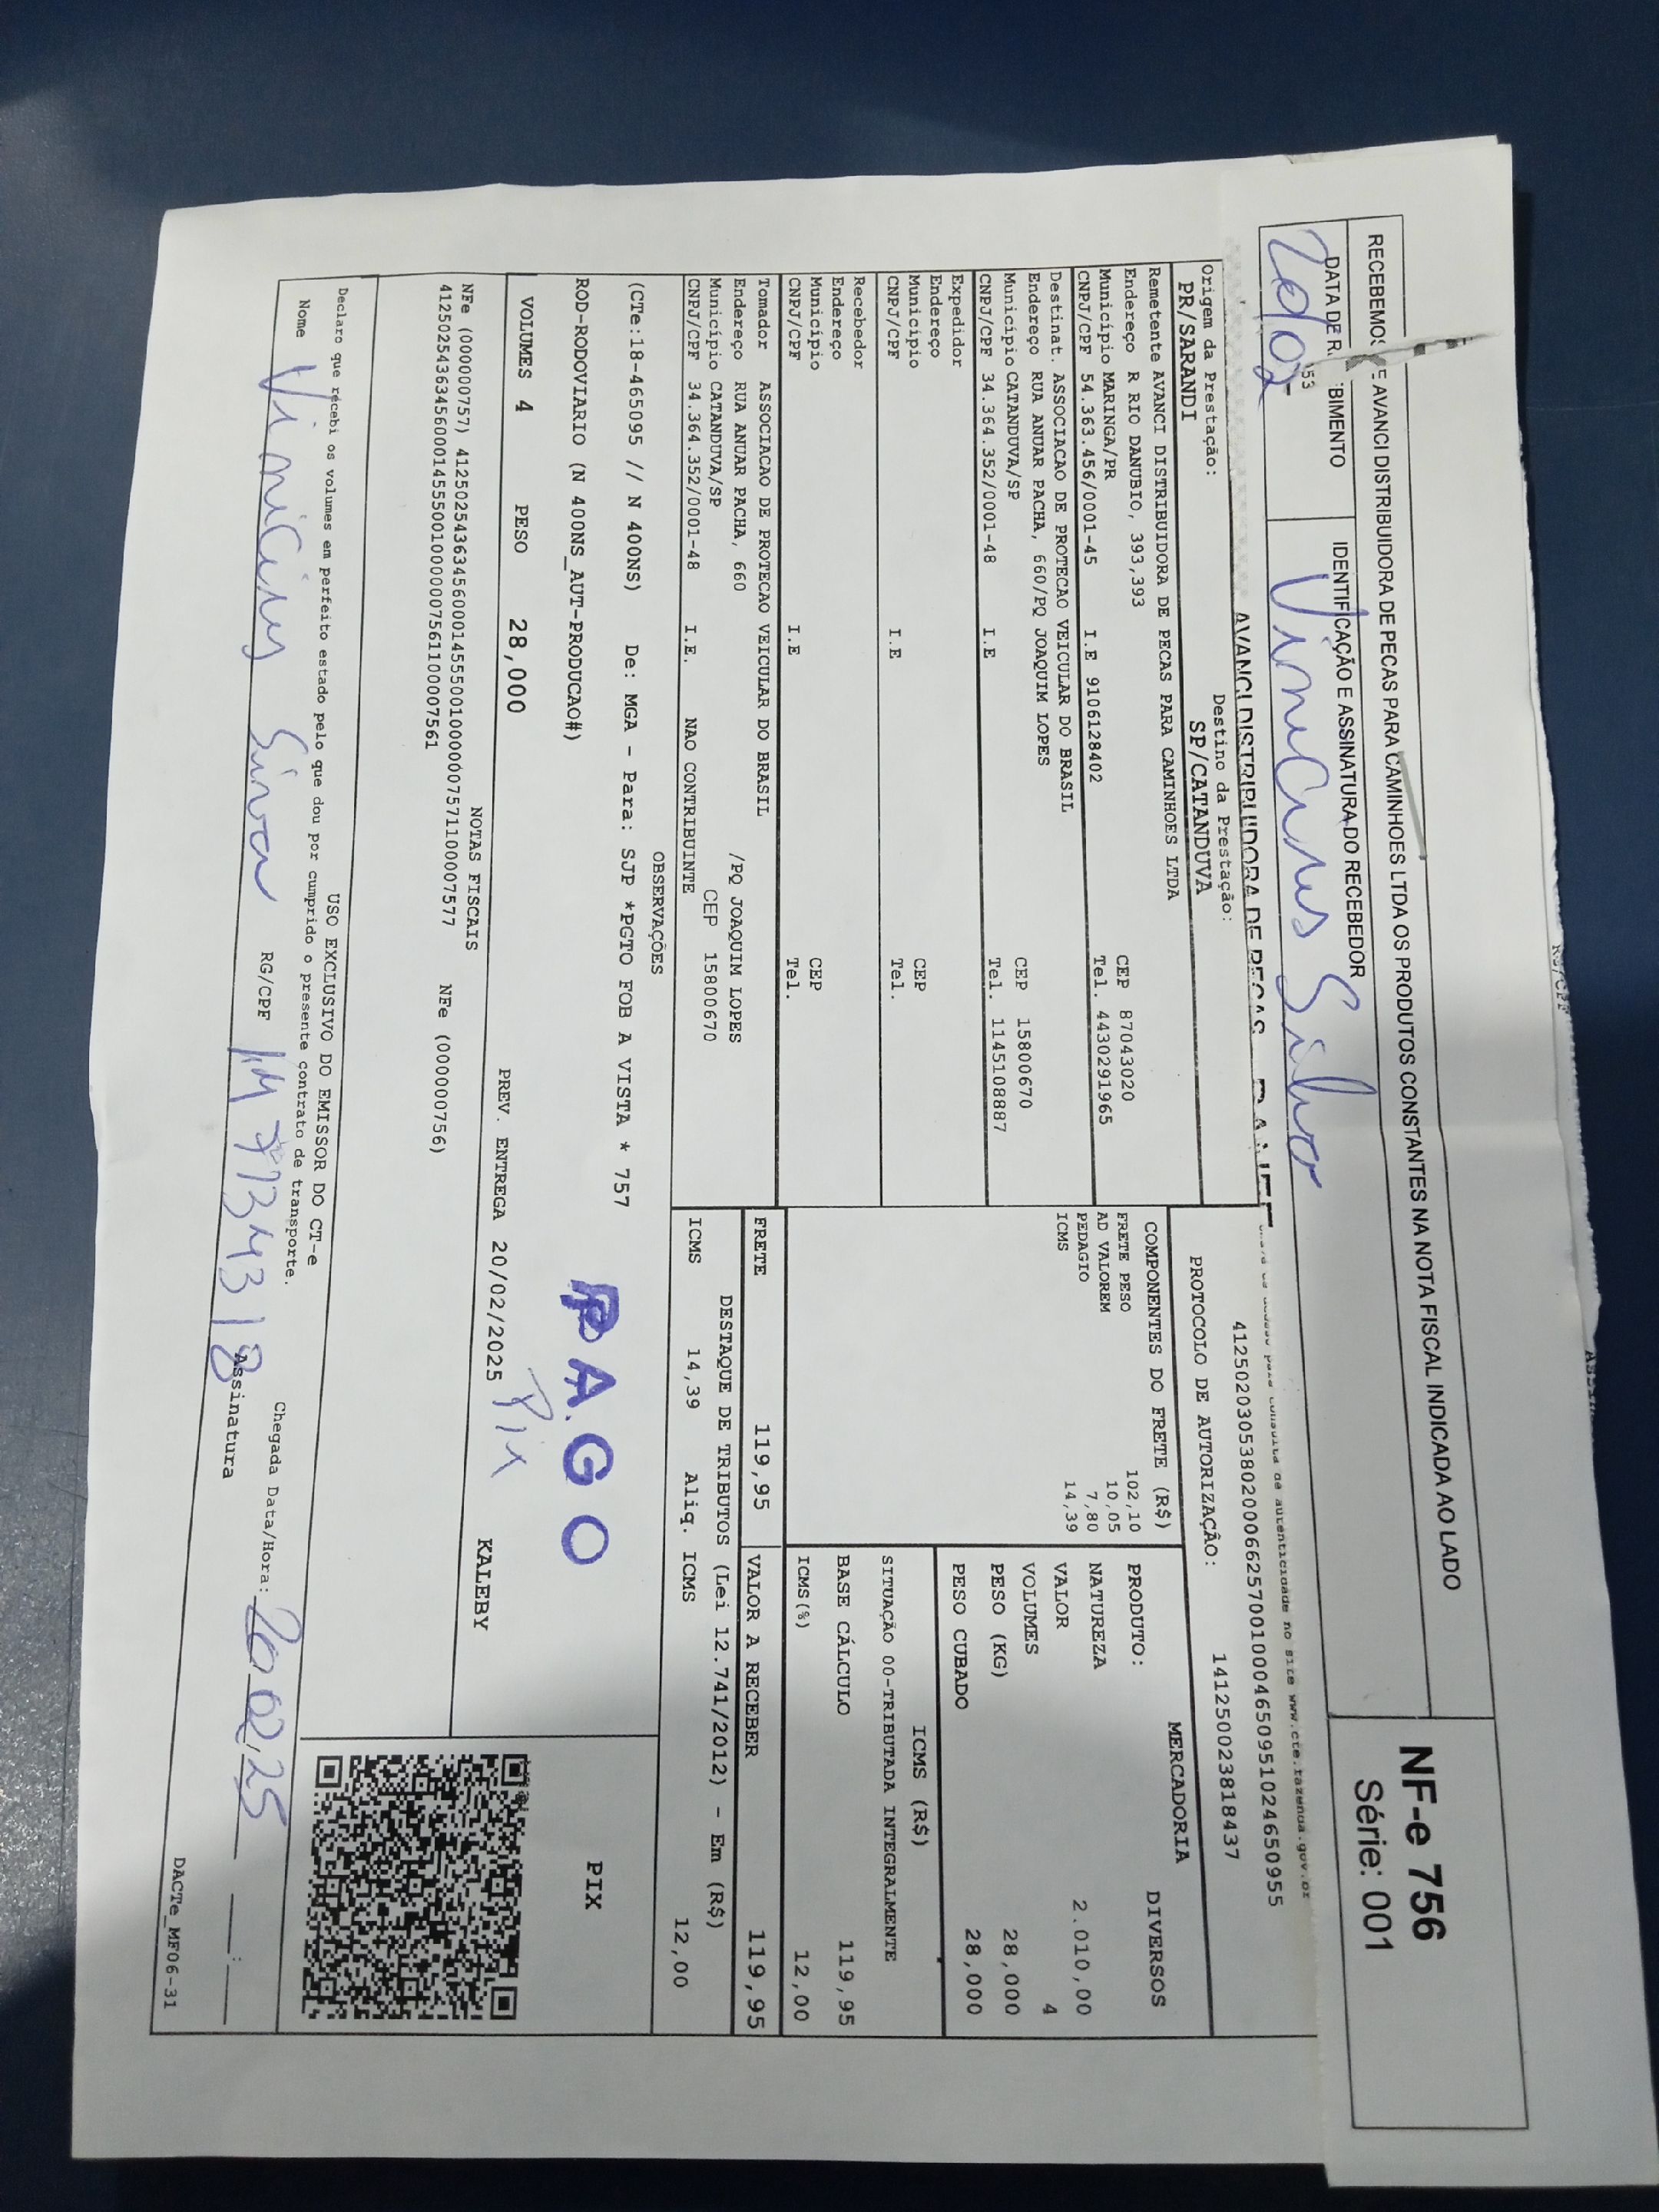 RECEBEMOS E AVANCI DISTRIBUIDORA DE PECAS PARA CAMINHOES LTDA OS PRODUTOS CONSTANTES NA NOTA FISCAL INDICADA AO LADO
NF-e 756
Série: 001
DATA DE R BIMENTO
IDENTIFICAÇÃO E ASSINATURA DO RECEBEDOR
Vinicius Silva
AVANCI DISTRIBUIDORA DE PECAS
41250203053802000662570010004650951024650955
Origem da Prestação:
PR/SARANDI
Destino da Prestação:
SP/CATANDUVA
PROTOCOLO DE AUTORIZAÇÃO: 141250023818437
Remetente AVANCI DISTRIBUIDORA DE PECAS PARA CAMINHOES LTDA
Endereço R RIO DANUBIO, 393,393 CEP 87043020
Município MARINGA/PR Tel. 4430291965
CNPJ/CPF 54.363.456/0001-45 I.E 9106128402
Destinat. ASSOCIACAO DE PROTECAO VEICULAR DO BRASIL
Endereço RUA ANUAR PACHA, 660/PQ JOAQUIM LOPES
Município CATANDUVA/SP CEP 15800670
CNPJ/CPF 34.364.352/0001-48 I.E Tel. 1145108887
Expedidor
Endereço
Município CEP
CNPJ/CPF I.E Tel.
Recebedor
Endereço
Município CEP
CNPJ/CPF I.E Tel.
Tomador ASSOCIACAO DE PROTECAO VEICULAR DO BRASIL
Endereço RUA ANUAR PACHA, 660 /PQ JOAQUIM LOPES
Município CATANDUVA/SP CEP 15800670
CNPJ/CPF 34.364.352/0001-48 I.E. NAO CONTRIBUINTE
COMPONENTES DO FRETE (R$)
FRETE PESO 102,10
AD VALOREM 10,05
PEDAGIO 7,80
ICMS 14,39
MERCADORIA
PRODUTO: DIVERSOS
NATUREZA
VALOR 2.010,00
VOLUMES 4
PESO (KG) 28,000
PESO CUBADO 28,000
ICMS (R$)
SITUAÇÃO 00-TRIBUTADA INTEGRALMENTE
BASE CÁLCULO 119,95
ICMS(%) 12,00
FRETE 119,95
VALOR A RECEBER 119,95
DESTAQUE DE TRIBUTOS (Lei 12.741/2012) - Em (R$)
ICMS 14,39 Aliq. ICMS 12,00
OBSERVAÇÕES
(CTe:18-465095 // N 400NS) De: MGA - Para: SJP *PGTO FOB A VISTA * 757
ROD-RODOVIARIO (N 400NS_AUT-PRODUCAO#)
PAGO
Pix
PIX
VOLUMES 4 PESO 28,000 PREV. ENTREGA 20/02/2025 KALEBY
NOTAS FISCAIS
NFe (000000757) 41250254363456000145550010000007571100007577 NFe (000000756)
41250254363456000145550010000007561100007561
USO EXCLUSIVO DO EMISSOR DO CT-e
Declaro que recebi os volumes em perfeito estado pelo que dou por cumprido o presente contrato de transporte.
Nome Vinicius Silva RG/CPF
Chegada Data/Hora: 20 02 25
Assinatura
DACTe_MF06-31